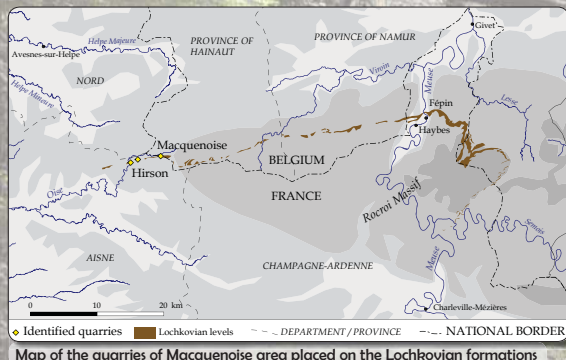 PROVINCE OF
HAINAUT
PROVINCE OF NAMUR
Givet
Helpe Majeure
Avesnes-sur-Helpe
NORD
Viroin
Meuse
Helpe Mineure
Lesse
Fépin
Haybes
Macquenoise
BELGIUM
Hirson
FRANCE
Oise
Rocroi Massif
Semois
AISNE
CHAMPAGNE-ARDENNE
Meuse
Charleville-Mézières
0 10 20 km
Identified quarries Lochkovian levels DEPARTMENT / PROVINCE NATIONAL BORDER
Map of the quarries of Macquenoise area placed on the Lochkovian formations